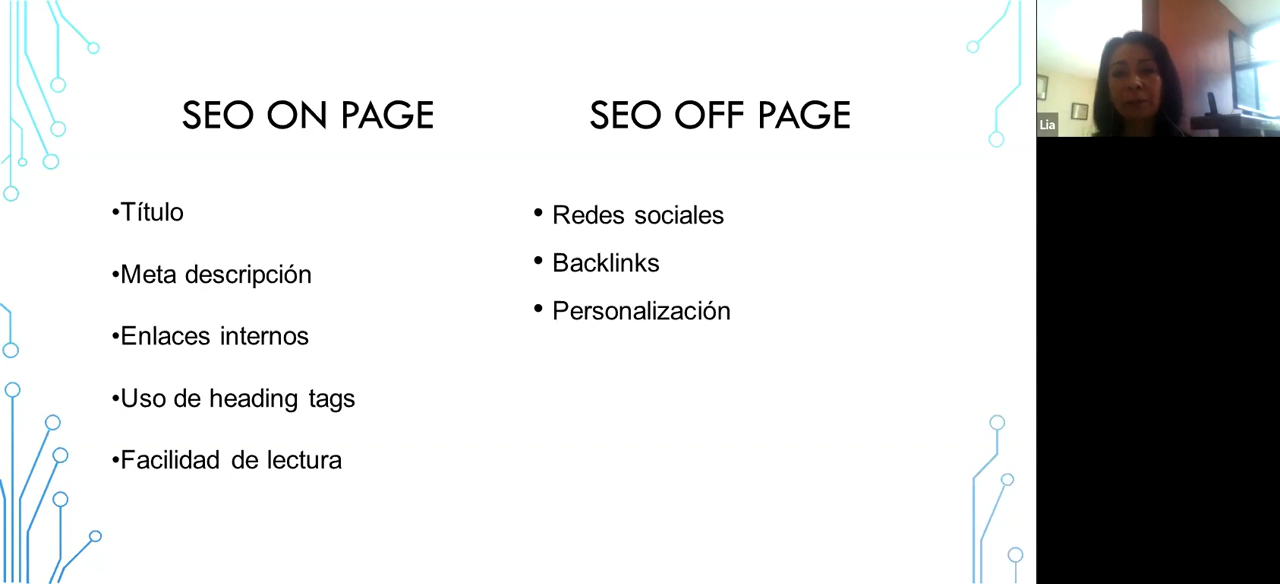 SEO ON PAGE
•Título
•Meta descripción
•Enlaces internos
•Uso de heading tags
•Facilidad de lectura
SEO OFF PAGE
• Redes sociales
• Backlinks
• Personalización
Lia